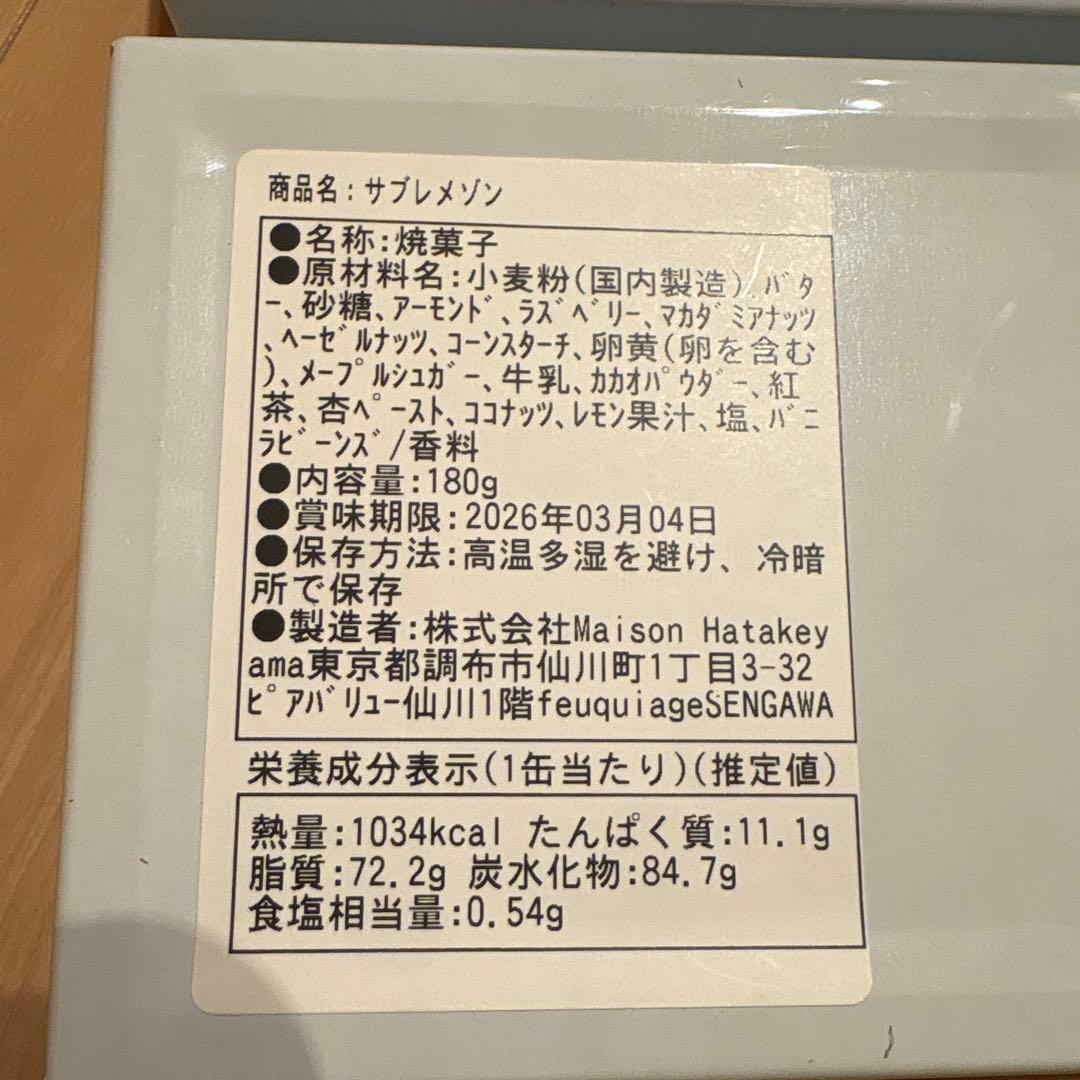 商品名：サブレメゾン
●名称:焼菓子
●原材料名:小麦粉(国内製造)、ﾊﾞﾀ
ｰ、砂糖、ｱｰﾓﾝﾄﾞ、ﾗｽﾞﾍﾞﾘｰ、ﾏｶﾀﾞﾐｱﾅｯﾂ
、ﾍｰｾﾞﾙﾅｯﾂ、ｺｰﾝｽﾀｰﾁ、卵黄(卵を含む
)、ﾒｰﾌﾟﾙｼｭｶﾞｰ、牛乳、ｶｶｵﾊﾟｳﾀﾞｰ、紅
茶、杏ﾍﾟｰｽﾄ、ｺｺﾅｯﾂ、ﾚﾓﾝ果汁、塩、ﾊﾞﾆ
ﾗﾋﾞｰﾝｽﾞ/香料
●内容量:180g
●賞味期限:2026年03月04日
●保存方法:高温多湿を避け、冷暗
所で保存
●製造者:株式会社Maison Hatakey
ama東京都調布市仙川町1丁目3-32
ﾋﾟｱﾊﾞﾘｭｰ仙川1階feuquiageSENGAWA
栄養成分表示(1缶当たり)(推定値)
熱量:1034kcal たんぱく質:11.1g
脂質:72.2g 炭水化物:84.7g
食塩相当量:0.54g